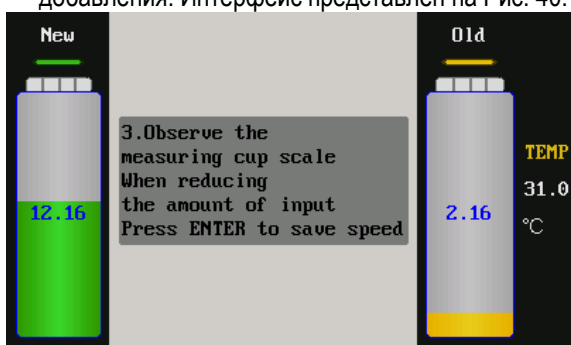 добавления. Интерфейс представлен на Рис. 40.
New
Old
3.Observe the
measuring cup scale
When reducing
the amount of input
Press ENTER to save speed
12.16
2.16
TEMP
31.0
°C